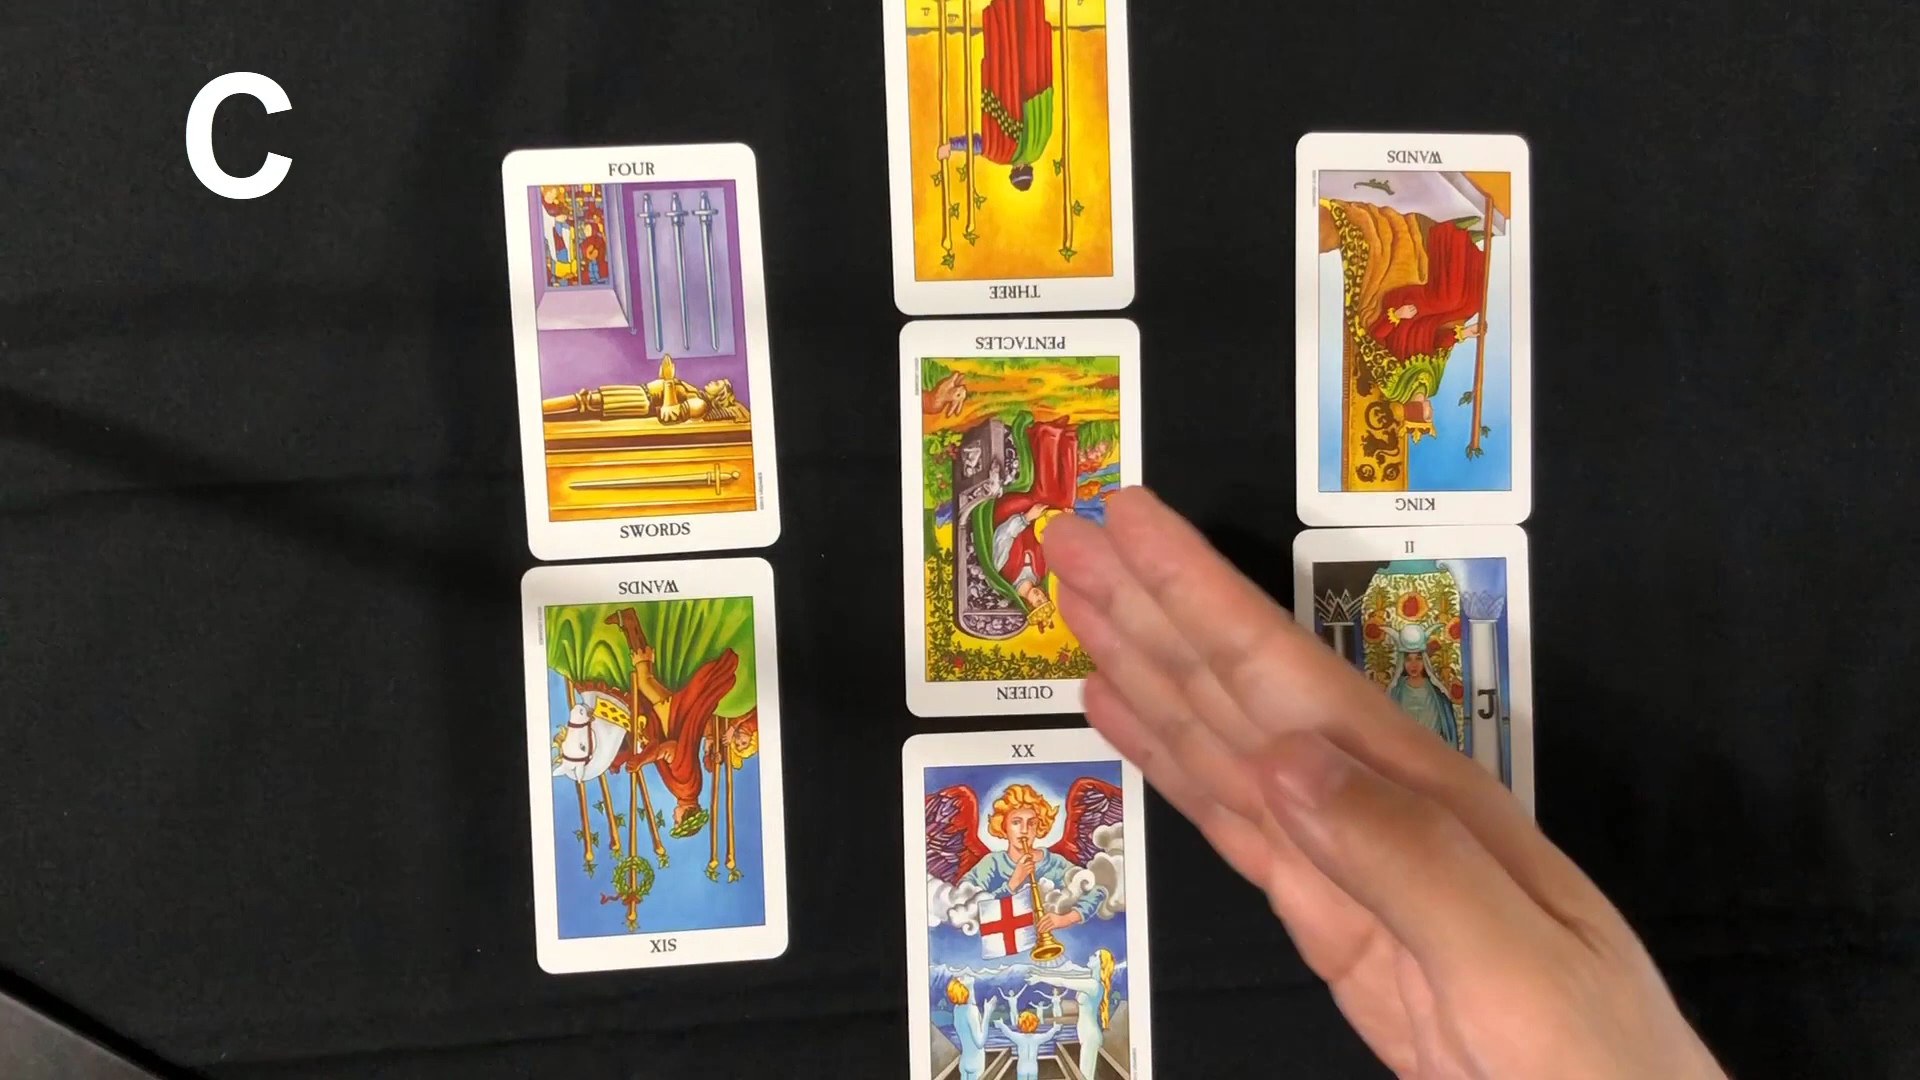 C
FOUR
SWORDS
WANDS
SIX
THREE
PENTACLES
QUEEN
XX
WANDS
KING
II
J